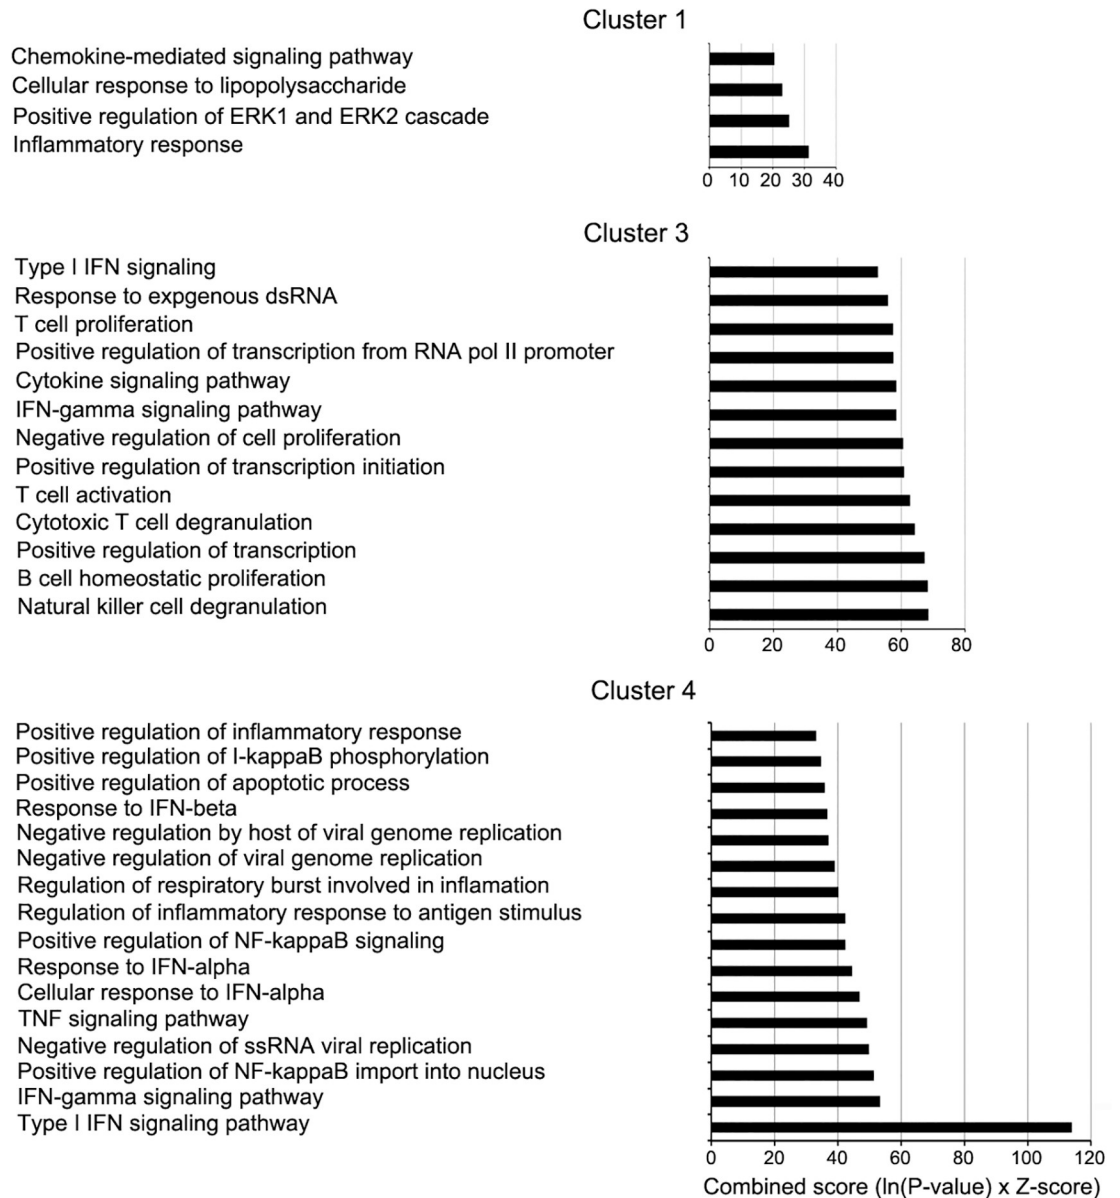 Cluster 1
Chemokine-mediated signaling pathway
Cellular response to lipopolysaccharide
Positive regulation of ERK1 and ERK2 cascade
Inflammatory response
0 10 20 30 40
Cluster 3
Type I IFN signaling
Response to expgenous dsRNA
T cell proliferation
Positive regulation of transcription from RNA pol II promoter
Cytokine signaling pathway
IFN-gamma signaling pathway
Negative regulation of cell proliferation
Positive regulation of transcription initiation
T cell activation
Cytotoxic T cell degranulation
Positive regulation of transcription
B cell homeostatic proliferation
Natural killer cell degranulation
0 20 40 60 80
Cluster 4
Positive regulation of inflammatory response
Positive regulation of I-kappaB phosphorylation
Positive regulation of apoptotic process
Response to IFN-beta
Negative regulation by host of viral genome replication
Negative regulation of viral genome replication
Regulation of respiratory burst involved in inflamation
Regulation of inflammatory response to antigen stimulus
Positive regulation of NF-kappaB signaling
Response to IFN-alpha
Cellular response to IFN-alpha
TNF signaling pathway
Negative regulation of ssRNA viral replication
Positive regulation of NF-kappaB import into nucleus
IFN-gamma signaling pathway
Type I IFN signaling pathway
0 20 40 60 80 100 120
Combined score (ln(P-value) x Z-score)